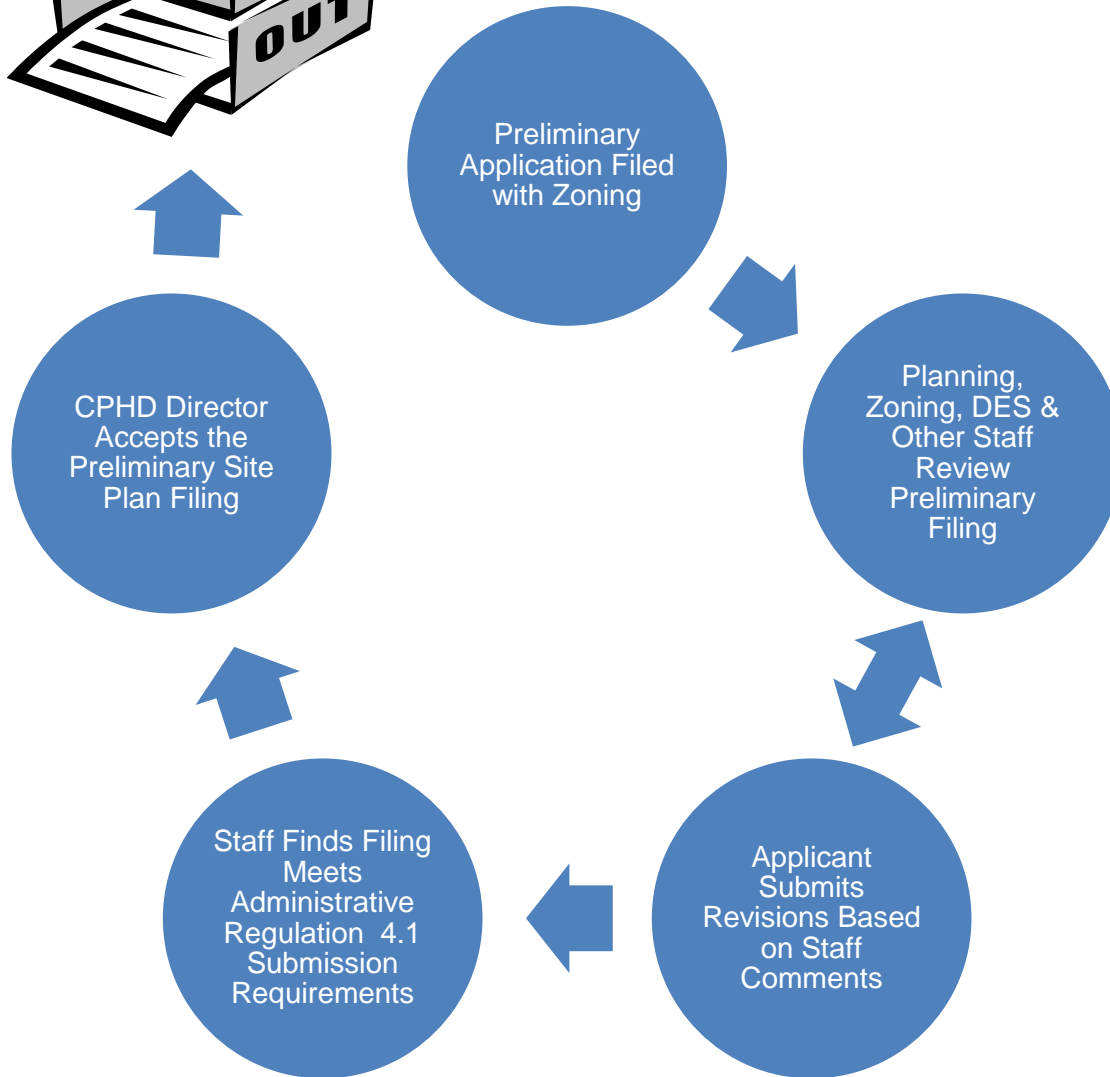 OUT
Preliminary
Application Filed
with Zoning
Planning,
Zoning, DES &
Other Staff
Review
Preliminary
Filing
Applicant
Submits
Revisions Based
on Staff
Comments
Staff Finds Filing
Meets
Administrative
Regulation  4.1
Submission
Requirements
CPHD Director
Accepts the
Preliminary Site
Plan Filing